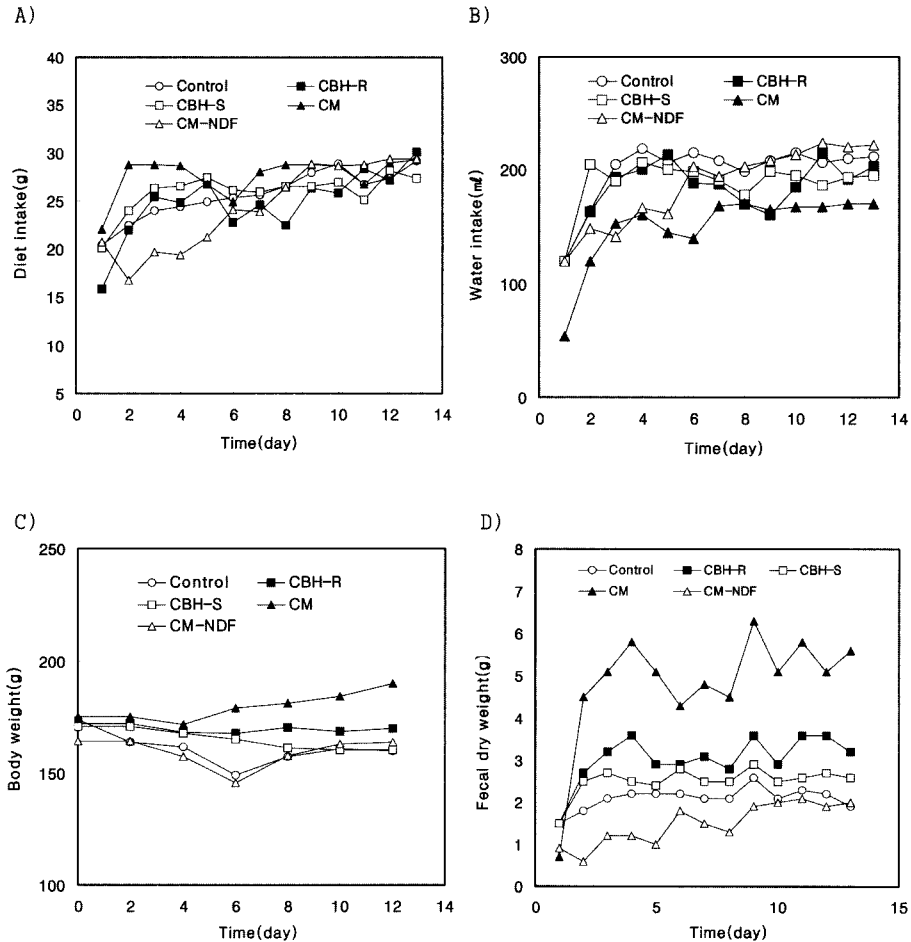 A)
Diet intake(g)
40
35
30
25
20
15
10
5
0 2 4 6 8 10 12 14
Time(day)
Control
CBH-R
CBH-S
CM
CM-NDF
B)
Water intake(㎖)
300
200
100
0
0 2 4 6 8 10 12 14
Time(day)
Control
CBH-R
CBH-S
CM
CM-NDF
C)
Body weight(g)
250
200
150
100
0 2 4 6 8 10 12 14
Time(day)
Control
CBH-R
CBH-S
CM
CM-NDF
D)
Fecal dry weight(g)
8
7
6
5
4
3
2
1
0
0 5 10 15
Time(day)
Control
CBH-R
CBH-S
CM
CM-NDF